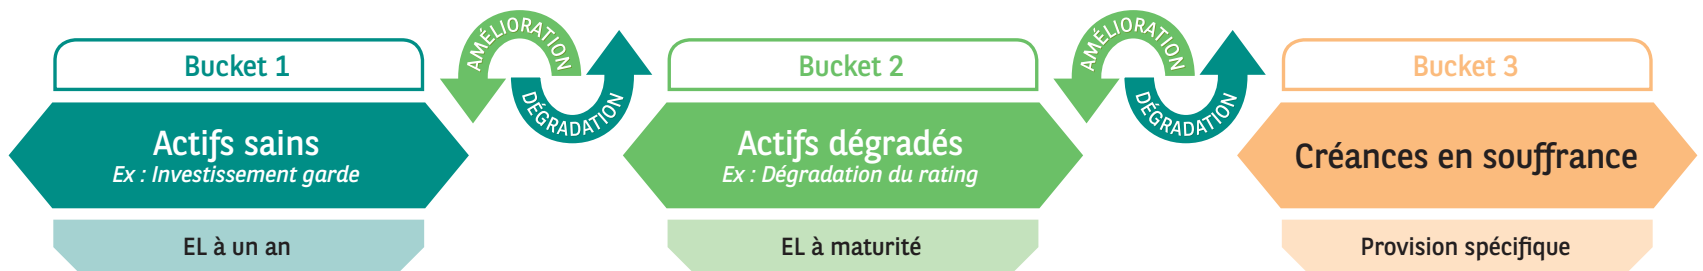 Bucket 1
AMÉLIORATION
DÉGRADATION
Bucket 2
AMÉLIORATION
DÉGRADATION
Bucket 3
Actifs sains
Ex : Investissement garde
Actifs dégradés
Ex : Dégradation du rating
Créances en souffrance
EL à un an
EL à maturité
Provision spécifique